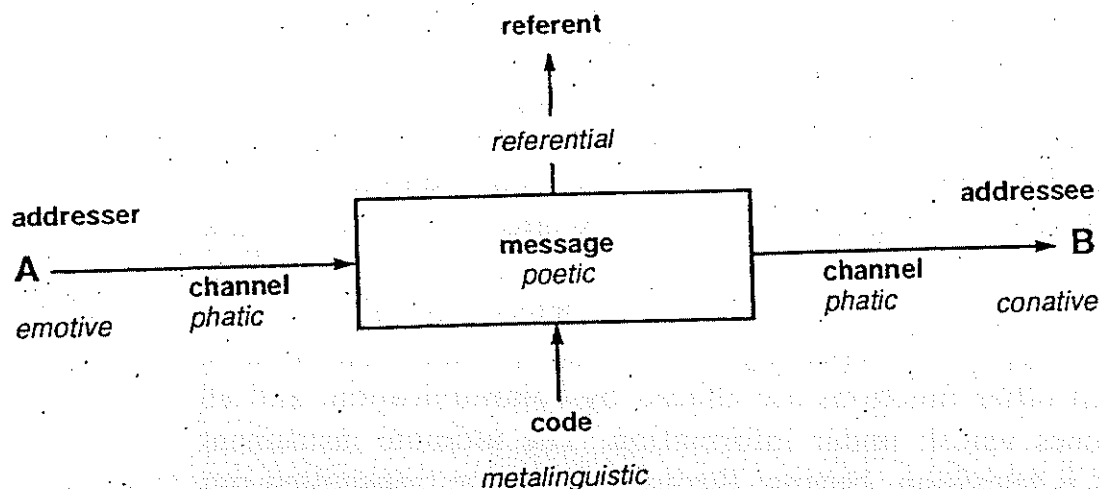 referent
referential
addresser
addressee
A
message
poetic
B
channel
phatic
channel
phatic
emotive
conative
code
metalinguistic